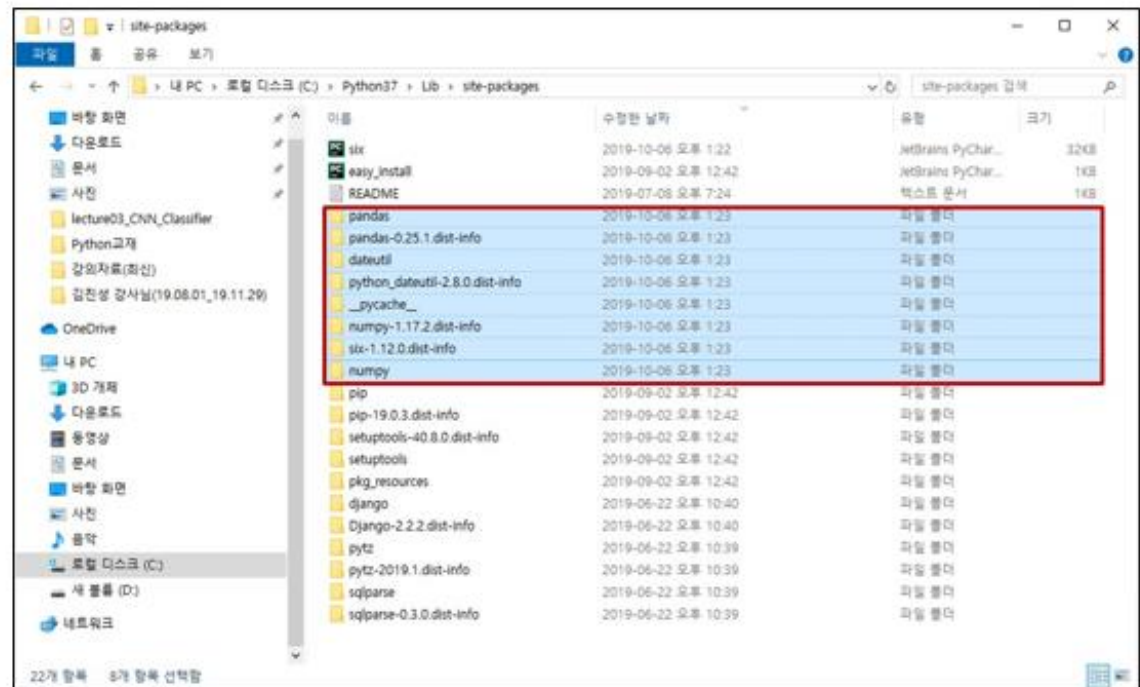 site-packages
파일 홈 공유 보기
내 PC > 로컬 디스크 (C:) > Python37 > Lib > site-packages
site-packages 검색
바탕 화면
다운로드
문서
사진
lecture03_CNN_Classifier
Python교재
강의자료(최신)
김진성 강사님(19.08.01_19.11.29)
OneDrive
내 PC
3D 개체
다운로드
동영상
문서
바탕 화면
사진
음악
로컬 디스크 (C:)
새 볼륨 (D:)
네트워크
이름 수정한 날짜 유형 크기
six 2019-10-06 오후 1:22 JetBrains PyChar... 32KB
easy_install 2019-09-02 오후 12:42 JetBrains PyChar... 1KB
README 2019-07-08 오후 7:24 텍스트 문서 1KB
pandas 2019-10-06 오후 1:23 파일 폴더
pandas-0.25.1.dist-info 2019-10-06 오후 1:23 파일 폴더
dateutil 2019-10-06 오후 1:23 파일 폴더
python_dateutil-2.8.0.dist-info 2019-10-06 오후 1:23 파일 폴더
__pycache__ 2019-10-06 오후 1:23 파일 폴더
numpy-1.17.2.dist-info 2019-10-06 오후 1:23 파일 폴더
six-1.12.0.dist-info 2019-10-06 오후 1:23 파일 폴더
numpy 2019-10-06 오후 1:23 파일 폴더
pip 2019-09-02 오후 12:42 파일 폴더
pip-19.0.3.dist-info 2019-09-02 오후 12:42 파일 폴더
setuptools-40.8.0.dist-info 2019-09-02 오후 12:42 파일 폴더
setuptools 2019-09-02 오후 12:42 파일 폴더
pkg_resources 2019-09-02 오후 12:42 파일 폴더
django 2019-06-22 오후 10:40 파일 폴더
Django-2.2.2.dist-info 2019-06-22 오후 10:40 파일 폴더
pytz 2019-06-22 오후 10:39 파일 폴더
pytz-2019.1.dist-info 2019-06-22 오후 10:39 파일 폴더
sqlparse 2019-06-22 오후 10:39 파일 폴더
sqlparse-0.3.0.dist-info 2019-06-22 오후 10:39 파일 폴더
22개 항목 8개 항목 선택함